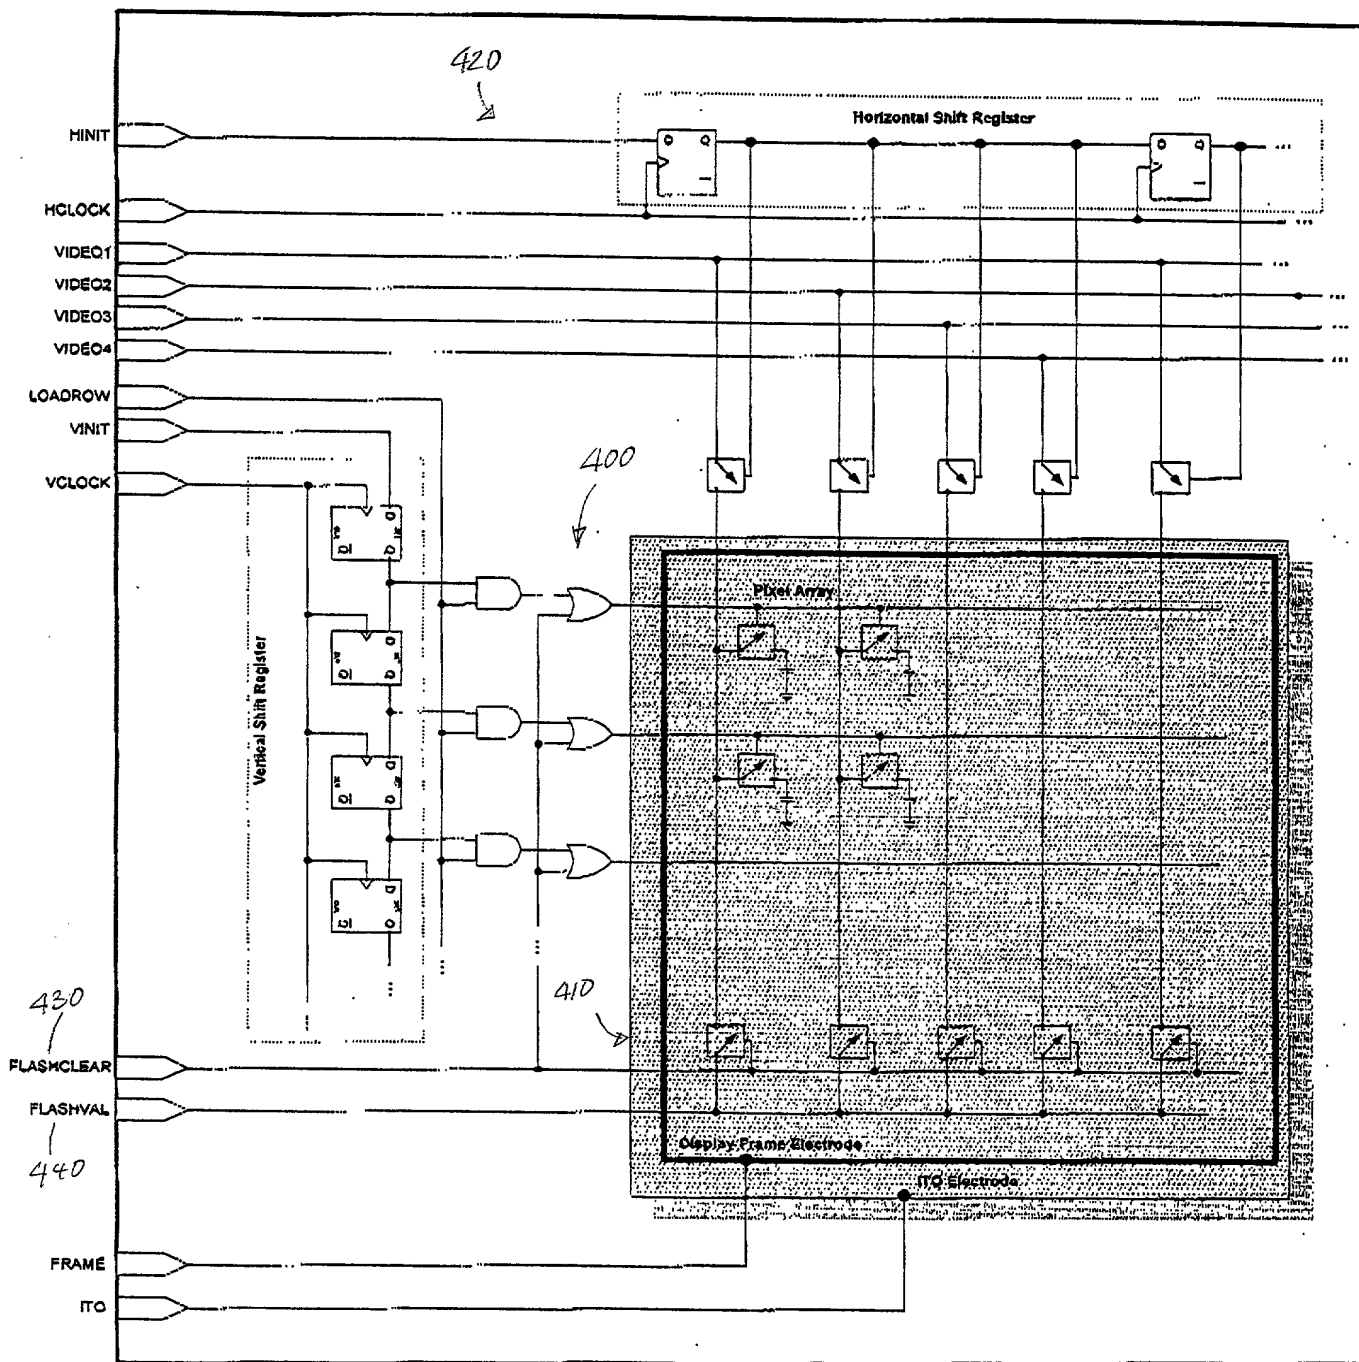 420
Horizontal Shift Register
HINIT
D Q
D Q
HCLOCK
VIDEO1
VIDEO2
VIDEO3
VIDEO4
LOADROW
VINIT
400
VCLOCK
D
Q
Q
Pixel Array
D
Q
Q
Vertical Shift Register
D
Q
Q
D
Q
Q
410
430
FLASHCLEAR
FLASHVAL
440
Display Frame Electrode
ITO Electrode
FRAME
ITO